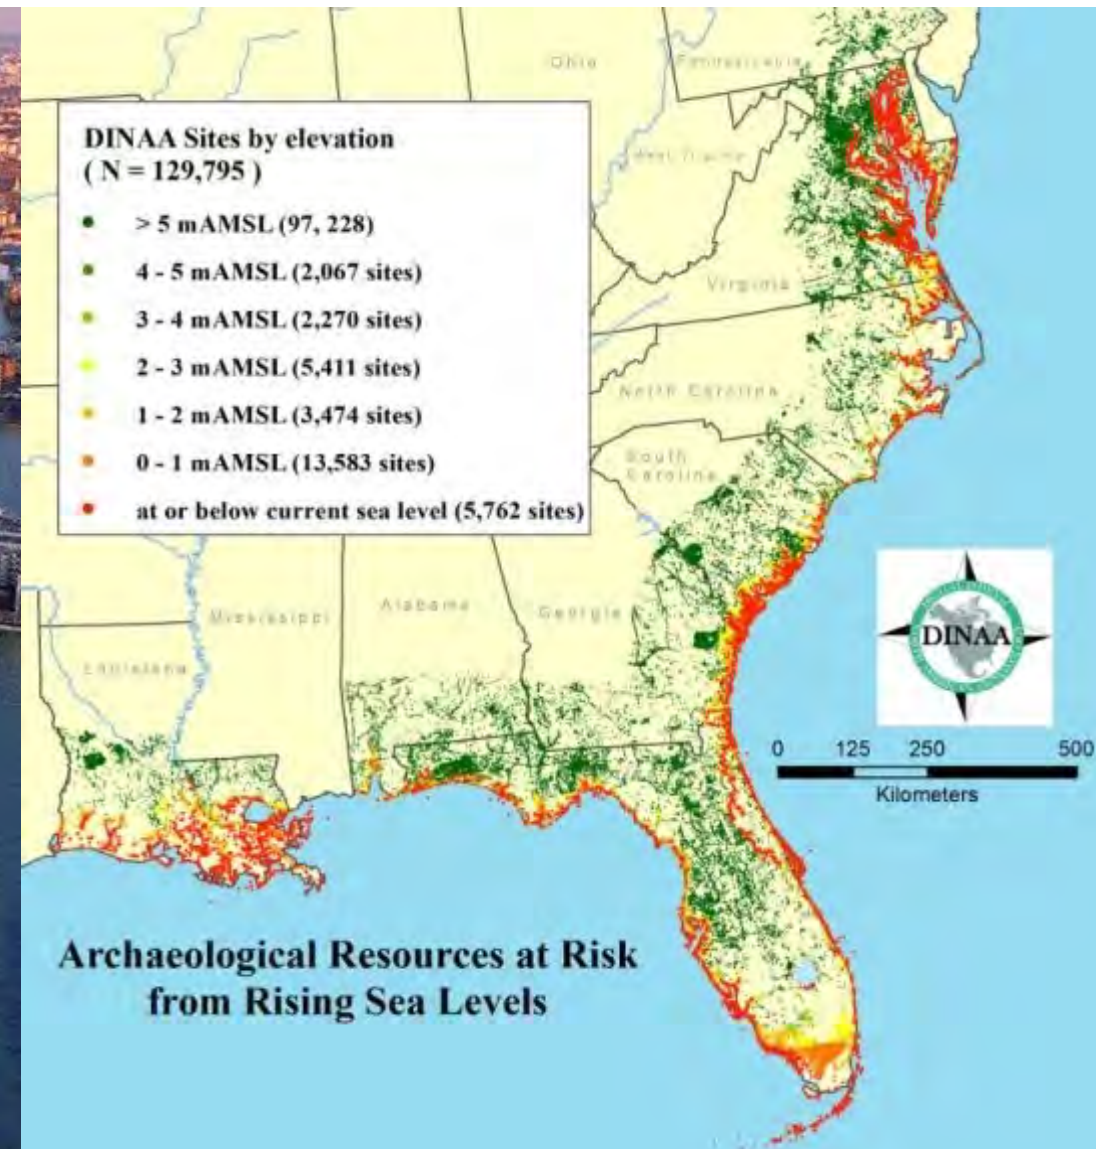 DINAA Sites by elevation
( N = 129,795 )
> 5 mAMSL (97, 228)
4 - 5 mAMSL (2,067 sites)
3 - 4 mAMSL (2,270 sites)
2 - 3 mAMSL (5,411 sites)
1 - 2 mAMSL (3,474 sites)
0 - 1 mAMSL (13,583 sites)
at or below current sea level (5,762 sites)
Ohio
Pennsylvania
West Virginia
Virginia
North Carolina
South
Carolina
Mississippi
Alabama
Georgia
Louisiana
DINAA
0 125 250 500
Kilometers
Archaeological Resources at Risk
from Rising Sea Levels